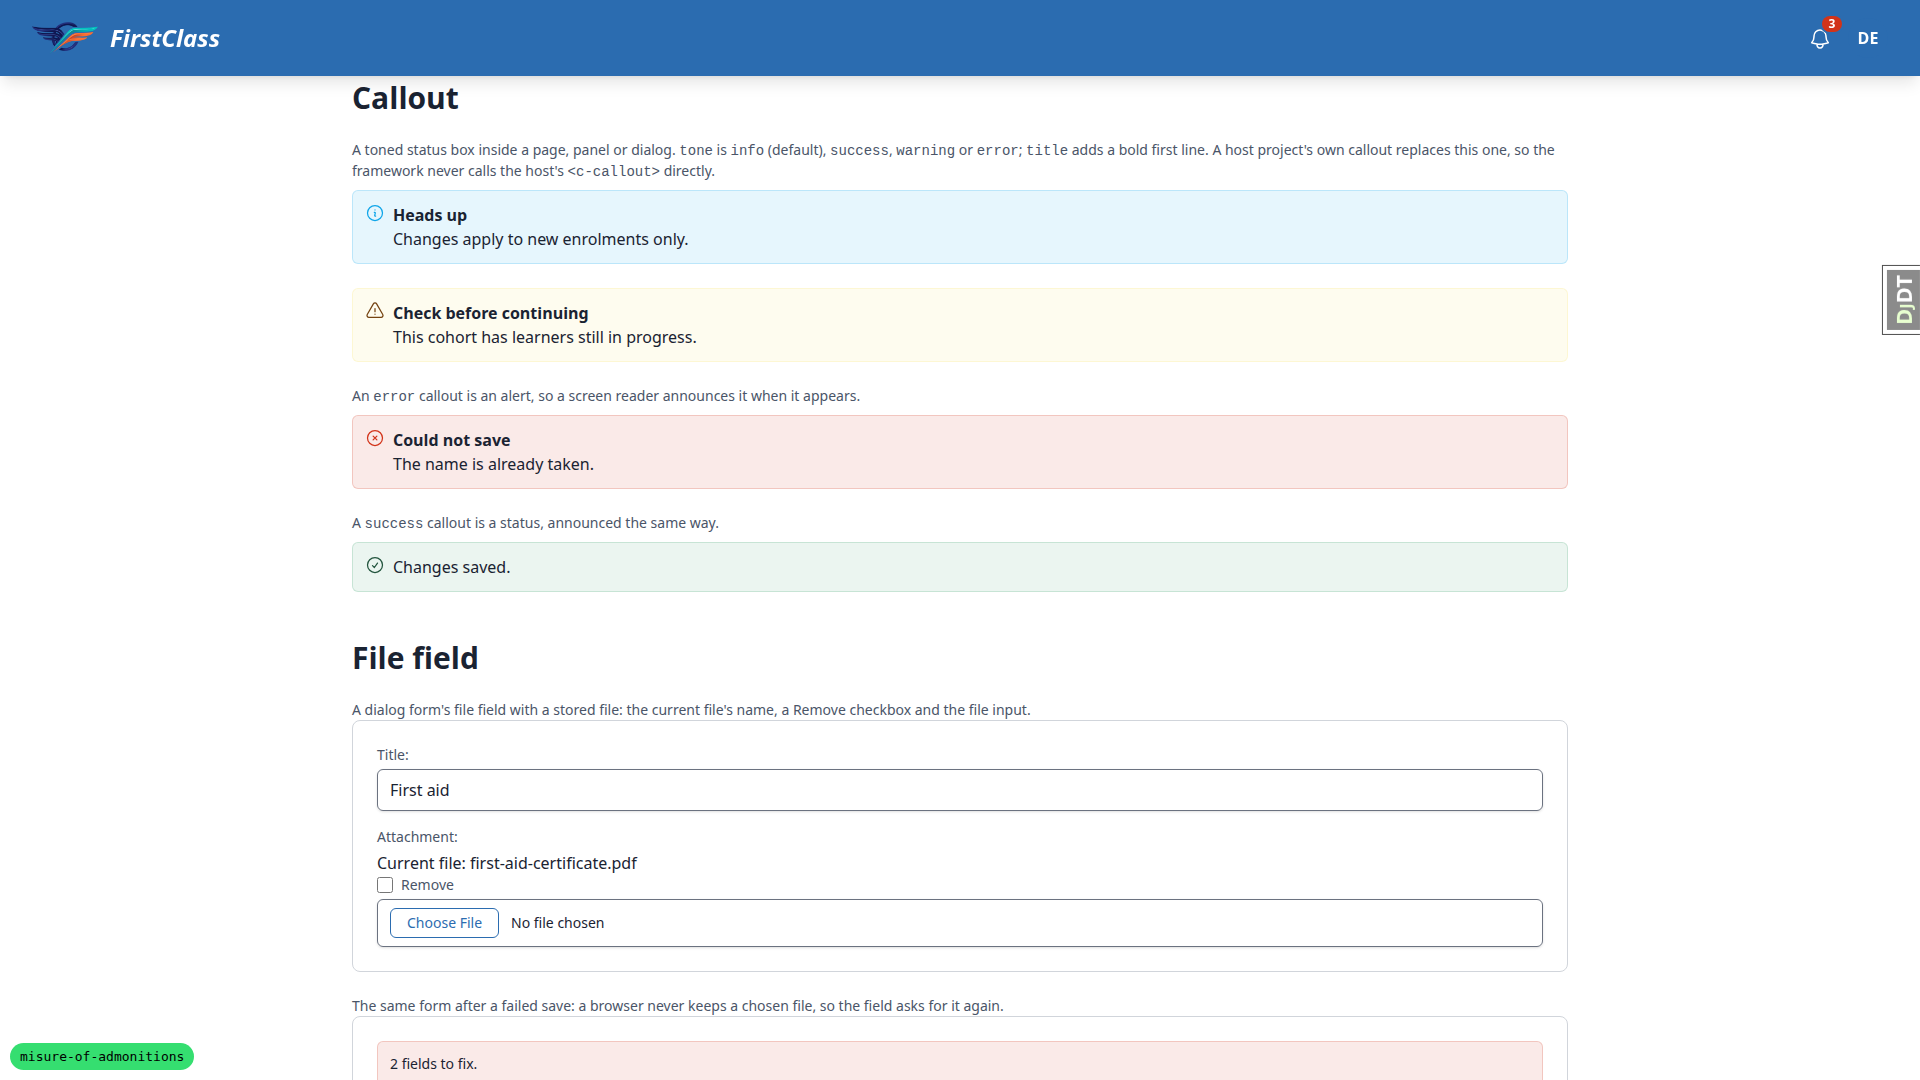 FirstClass
3
DE
Callout
A toned status box inside a page, panel or dialog. tone is info (default), success, warning or error; title adds a bold first line. A host project's own callout replaces this one, so the
framework never calls the host's <c-callout> directly.
Heads up
Changes apply to new enrolments only.
DJDT
Check before continuing
This cohort has learners still in progress.
An error callout is an alert, so a screen reader announces it when it appears.
Could not save
The name is already taken.
A success callout is a status, announced the same way.
Changes saved.
File field
A dialog form's file field with a stored file: the current file's name, a Remove checkbox and the file input.
Title:
First aid
Attachment:
Current file: first-aid-certificate.pdf
Remove
Choose File No file chosen
The same form after a failed save: a browser never keeps a chosen file, so the field asks for it again.
misure-of-admonitions
2 fields to fix.